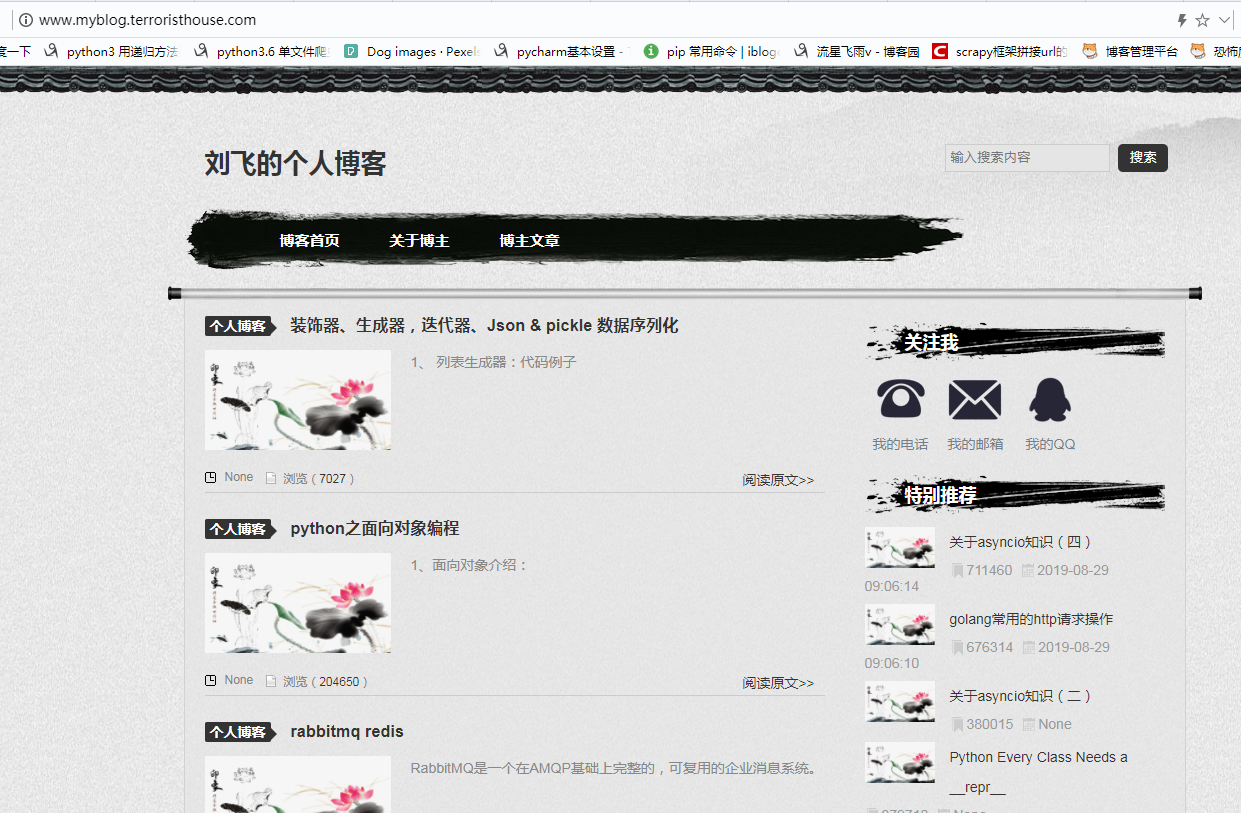 www.myblog.terroristhouse.com
度一下 python3 用递归方法 python3.6 单文件爬 Dog images · Pexels pycharm基本设置 - pip 常用命令 | iblog 流星飞雨v - 博客园 scrapy框架拼接url的 博客管理平台 恐怖
刘飞的个人博客
输入搜索内容 搜索
博客首页 关于博主 博主文章
个人博客 装饰器、生成器，迭代器、Json & pickle 数据序列化
1、 列表生成器：代码例子
None 浏览（7027） 阅读原文>>
个人博客 python之面向对象编程
1、面向对象介绍：
None 浏览（204650） 阅读原文>>
个人博客 rabbitmq redis
RabbitMQ是一个在AMQP基础上完整的，可复用的企业消息系统。
关注我
我的电话 我的邮箱 我的QQ
特别推荐
关于asyncio知识（四）
711460 2019-08-29
09:06:14
golang常用的http请求操作
676314 2019-08-29
09:06:10
关于asyncio知识（二）
380015 None
Python Every Class Needs a
__repr__